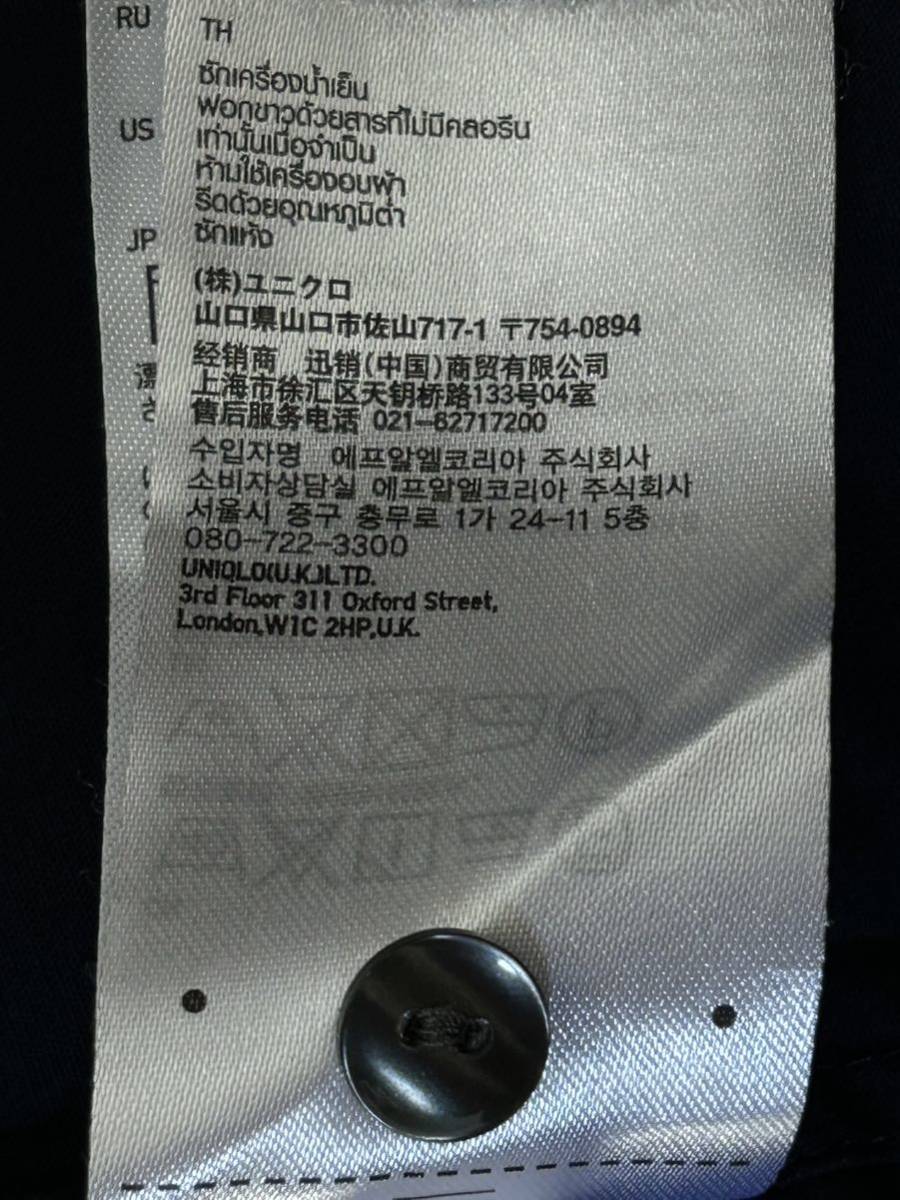 RU
US
JP
TH
ซักเครื่องน้ำเย็น
ฟอกขาวด้วยสารที่ไม่มีคลอรีน
เท่านั้นเมื่อจำเป็น
ห้ามใช้เครื่องอบผ้า
รีดด้วยอุณหภูมิต่ำ
ซักแห้ง
(株)ユニクロ
山口県山口市佐山717-1 〒754-0894
经销商 迅销(中国)商贸有限公司
上海市徐汇区天钥桥路133号04室
售后服务电话 021-62717200
수입자명 에프알엘코리아 주식회사
소비자상담실 에프알엘코리아 주식회사
서울시 중구 충무로 1가 24-11 5층
080-722-3300
UNIQLO(U.K.)LTD.
3rd Floor 311 Oxford Street,
London,W1C 2HP,U.K.